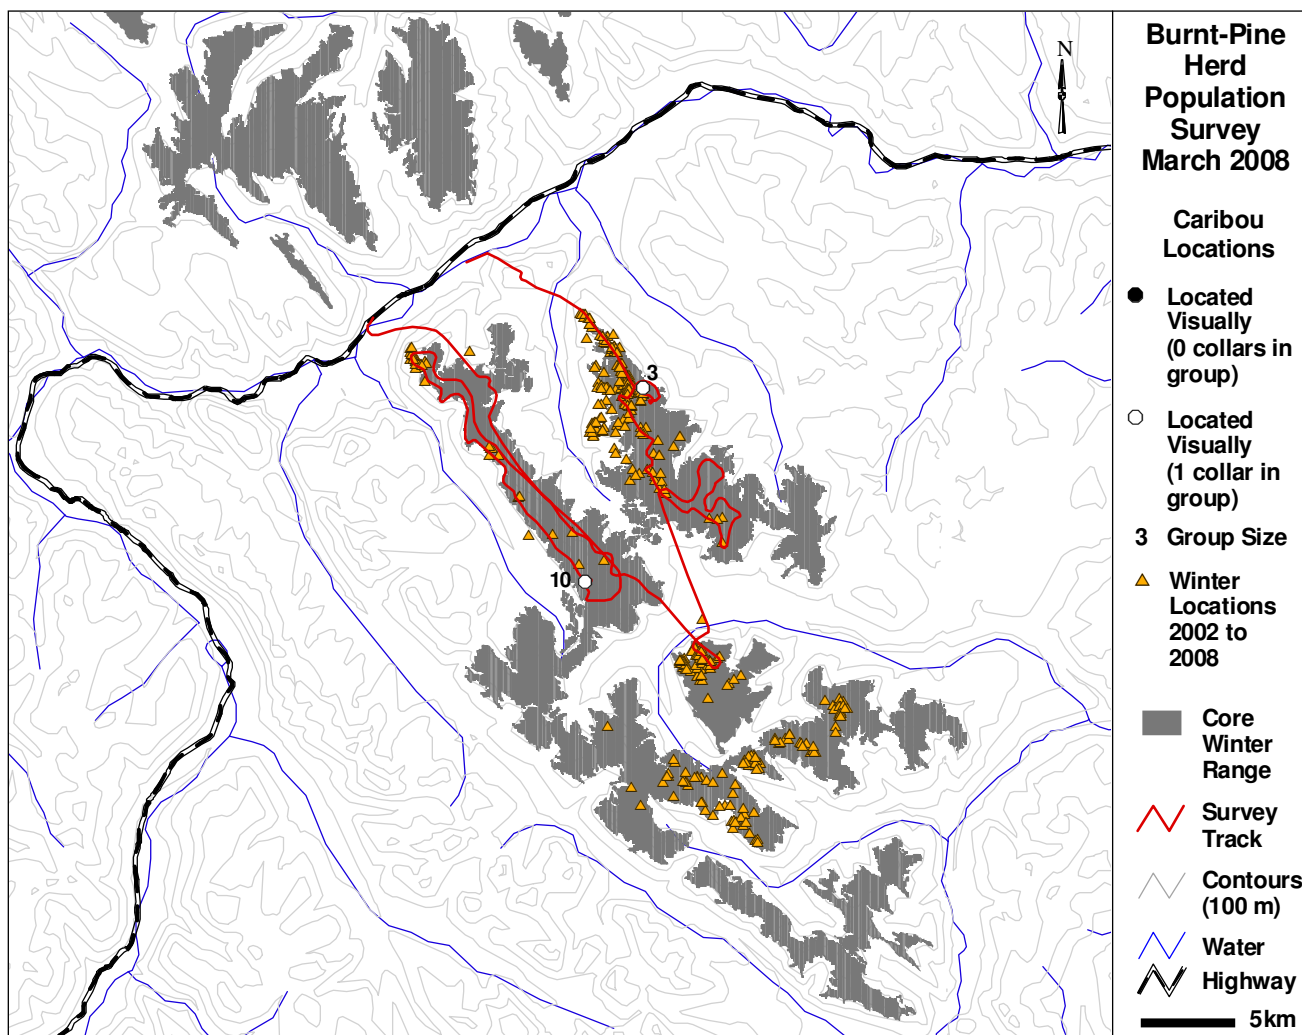 Burnt-Pine
Herd
Population
Survey
March 2008
N
Caribou
Locations
Located
Visually
(0 collars in
group)
Located
Visually
(1 collar in
group)
3 Group Size
Winter
Locations
2002 to
2008
Core
Winter
Range
Survey
Track
Contours
(100 m)
Water
Highway
5km
3
10